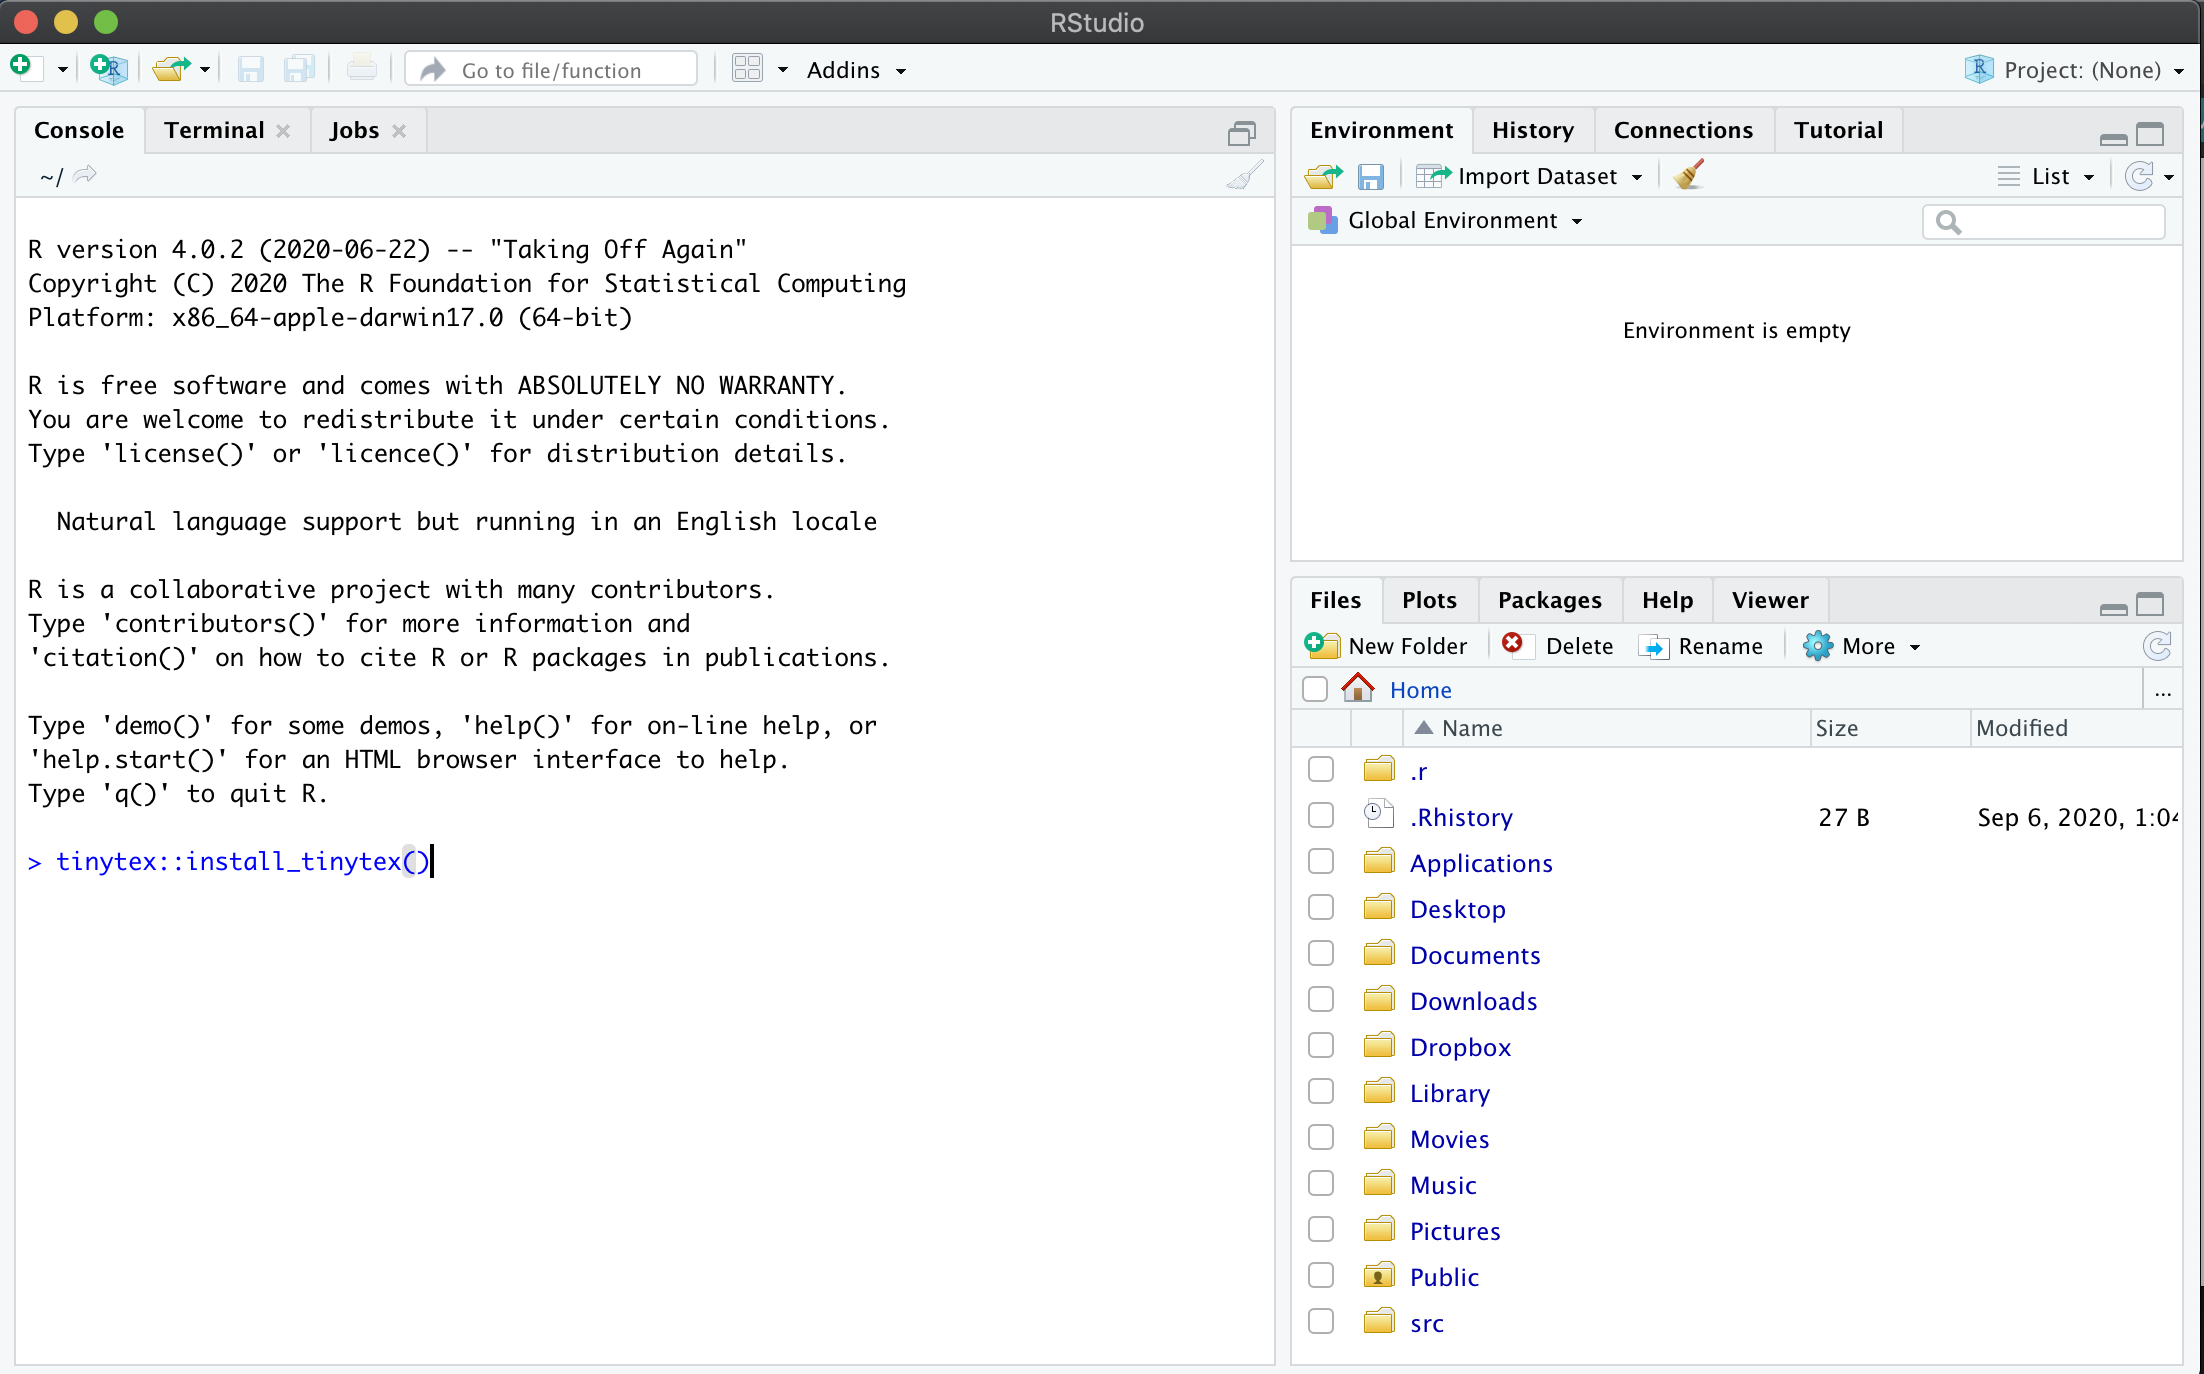 RStudio
Go to file/function
Addins
Project: (None)
Console
Terminal
Jobs
~/
R version 4.0.2 (2020-06-22) -- "Taking Off Again"
Copyright (C) 2020 The R Foundation for Statistical Computing
Platform: x86_64-apple-darwin17.0 (64-bit)
R is free software and comes with ABSOLUTELY NO WARRANTY.
You are welcome to redistribute it under certain conditions.
Type 'license()' or 'licence()' for distribution details.
Natural language support but running in an English locale
R is a collaborative project with many contributors.
Type 'contributors()' for more information and
'citation()' on how to cite R or R packages in publications.
Type 'demo()' for some demos, 'help()' for on-line help, or
'help.start()' for an HTML browser interface to help.
Type 'q()' to quit R.
> tinytex::install_tinytex()
Environment
History
Connections
Tutorial
Import Dataset
List
Global Environment
Environment is empty
Files
Plots
Packages
Help
Viewer
New Folder
Delete
Rename
More
Home
...
Name
Size
Modified
.r
.Rhistory 27 B Sep 6, 2020, 1:04
Applications
Desktop
Documents
Downloads
Dropbox
Library
Movies
Music
Pictures
Public
src